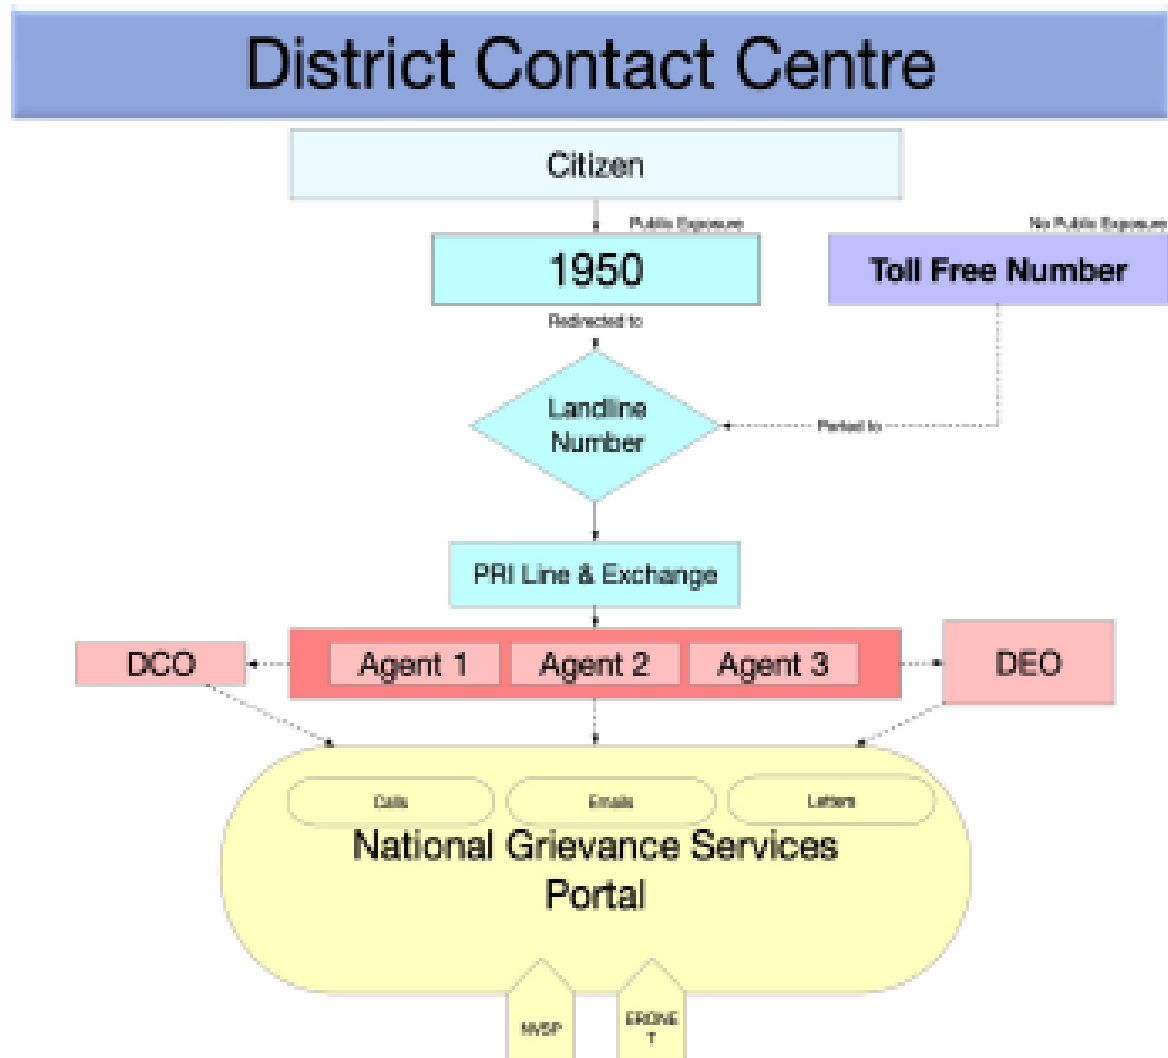 District Contact Centre
Citizen
Public Exposure
No Public Exposure
1950
Toll Free Number
Redirected to
Landline
Number
Ported to
PRI Line & Exchange
DCO
Agent 1
Agent 2
Agent 3
DEO
Calls
Emails
Letters
National Grievance Services
Portal
NVSP
ERONE
T